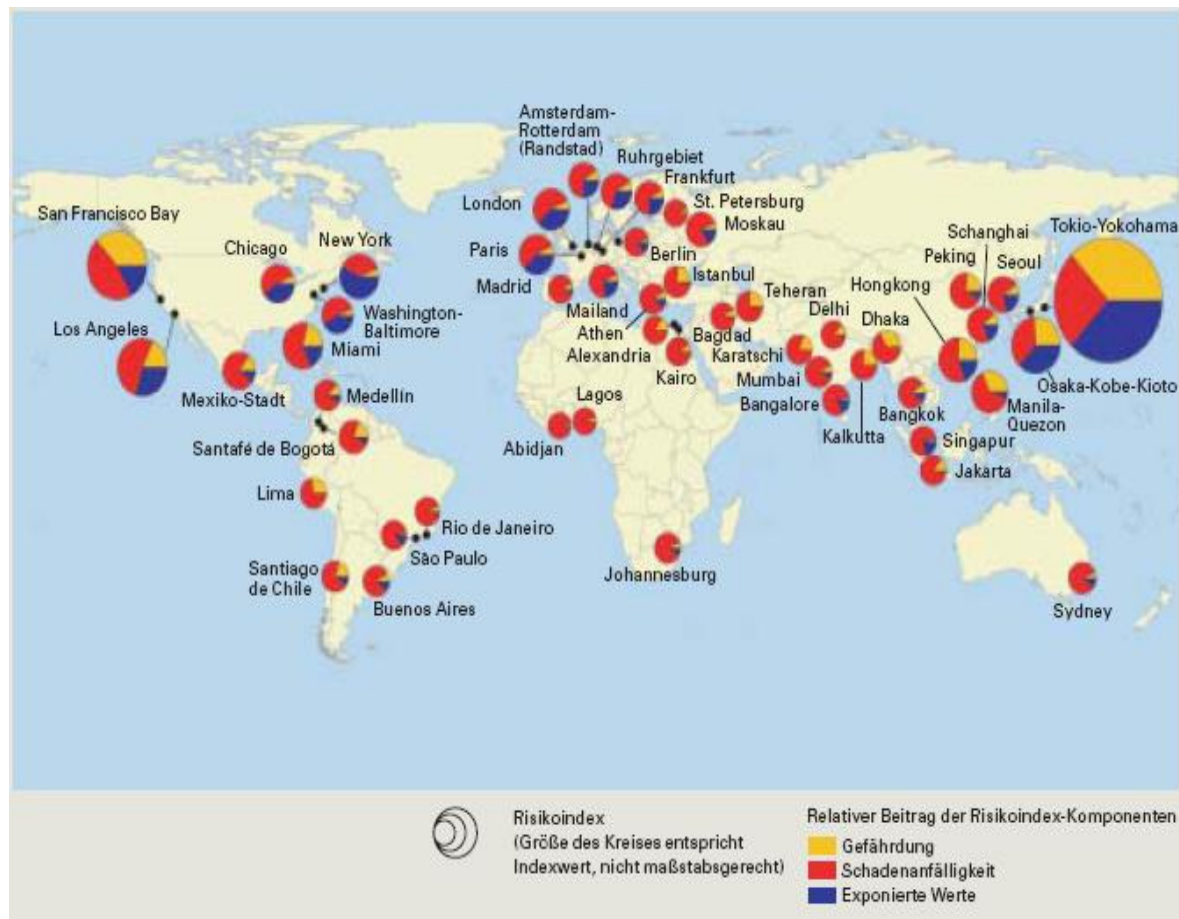 Amsterdam-
Rotterdam
(Randstad)
Ruhrgebiet
Frankfurt
London
St. Petersburg
Moskau
San Francisco Bay
Chicago
New York
Paris
Berlin
Schanghai
Tokio-Yokohama
Peking
Seoul
Madrid
Istanbul
Mailand
Teheran
Hongkong
Washington-
Baltimore
Athen
Delhi
Los Angeles
Miami
Alexandria
Bagdad
Dhaka
Karatschi
Kairo
Mexiko-Stadt
Medellín
Mumbai
Osaka-Kobe-Kioto
Lagos
Bangalore
Bangkok
Manila-
Quezon
Abidjan
Kalkutta
Santafé de Bogotá
Singapur
Jakarta
Lima
Rio de Janeiro
São Paulo
Johannesburg
Santiago
de Chile
Buenos Aires
Sydney
Risikoindex
(Größe des Kreises entspricht
Indexwert, nicht maßstabsgerecht)
Relativer Beitrag der Risikoindex-Komponenten
Gefährdung
Schadenanfälligkeit
Exponierte Werte